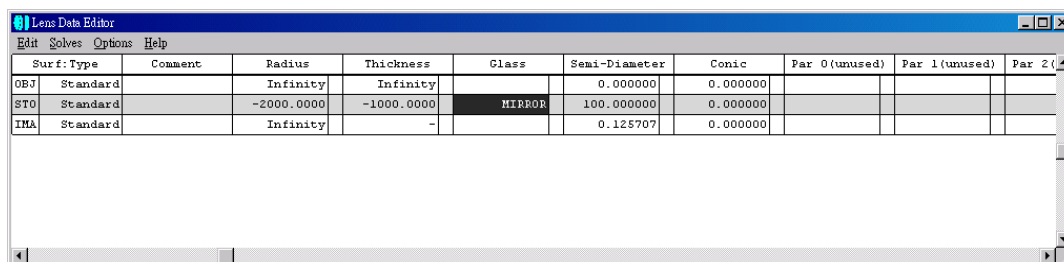 Lens Data Editor
Edit Solves Options Help
Surf:Type Comment Radius Thickness Glass Semi-Diameter Conic Par 0(unused) Par 1(unused) Par 2(
OBJ Standard Infinity Infinity 0.000000 0.000000
STO Standard -2000.0000 -1000.0000 MIRROR 100.000000 0.000000
IMA Standard Infinity - 0.125707 0.000000